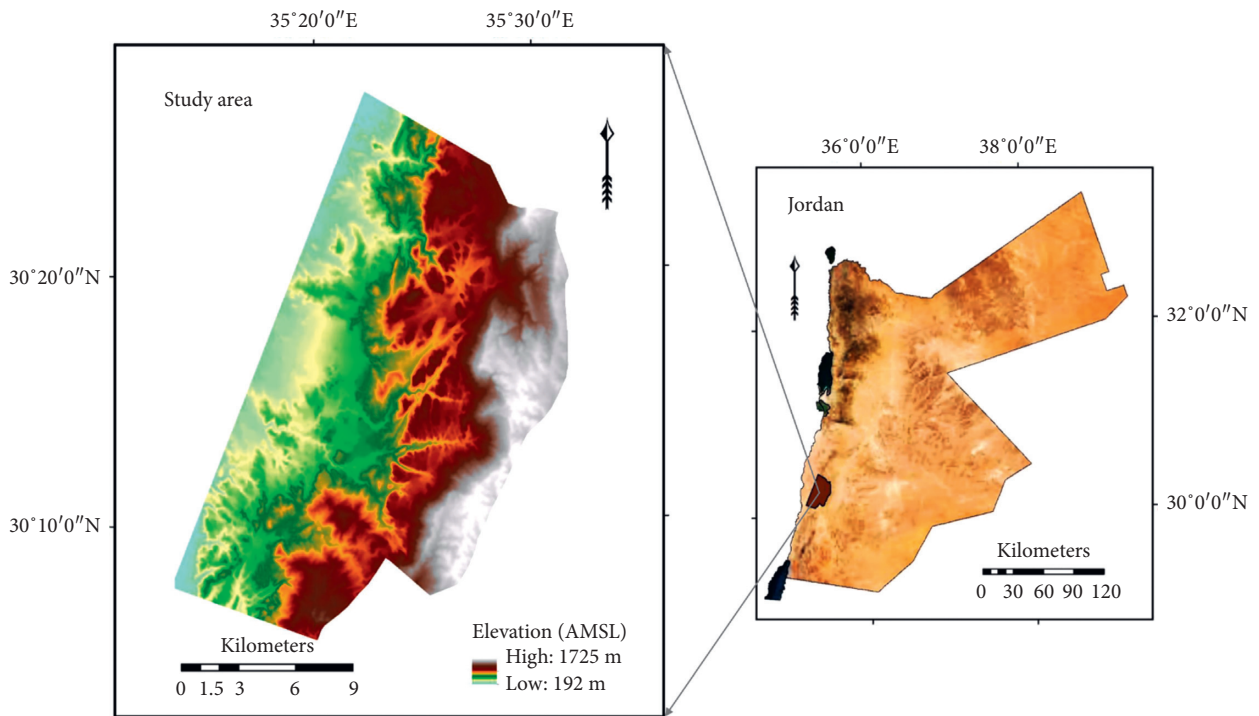 35°20′0″E 35°30′0″E
Study area
30°20′0″N
30°10′0″N
Kilometers
0 1.5 3 6 9
Elevation (AMSL)
High: 1725 m
Low: 192 m
36°0′0″E 38°0′0″E
Jordan
32°0′0″N
30°0′0″N
Kilometers
0 30 60 90 120